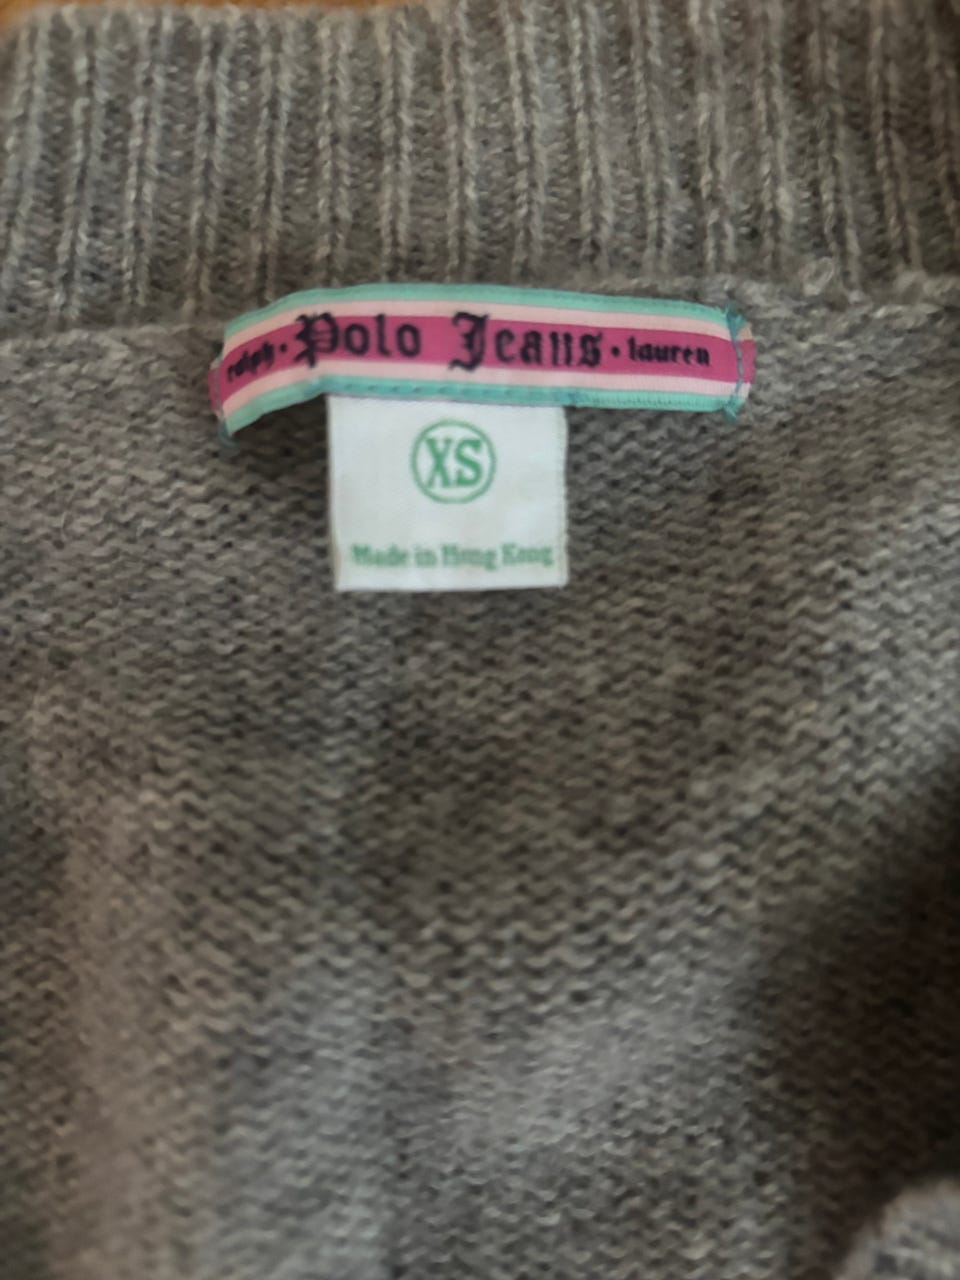 ralph · Polo Jeans · lauren
XS
Made in Hong Kong